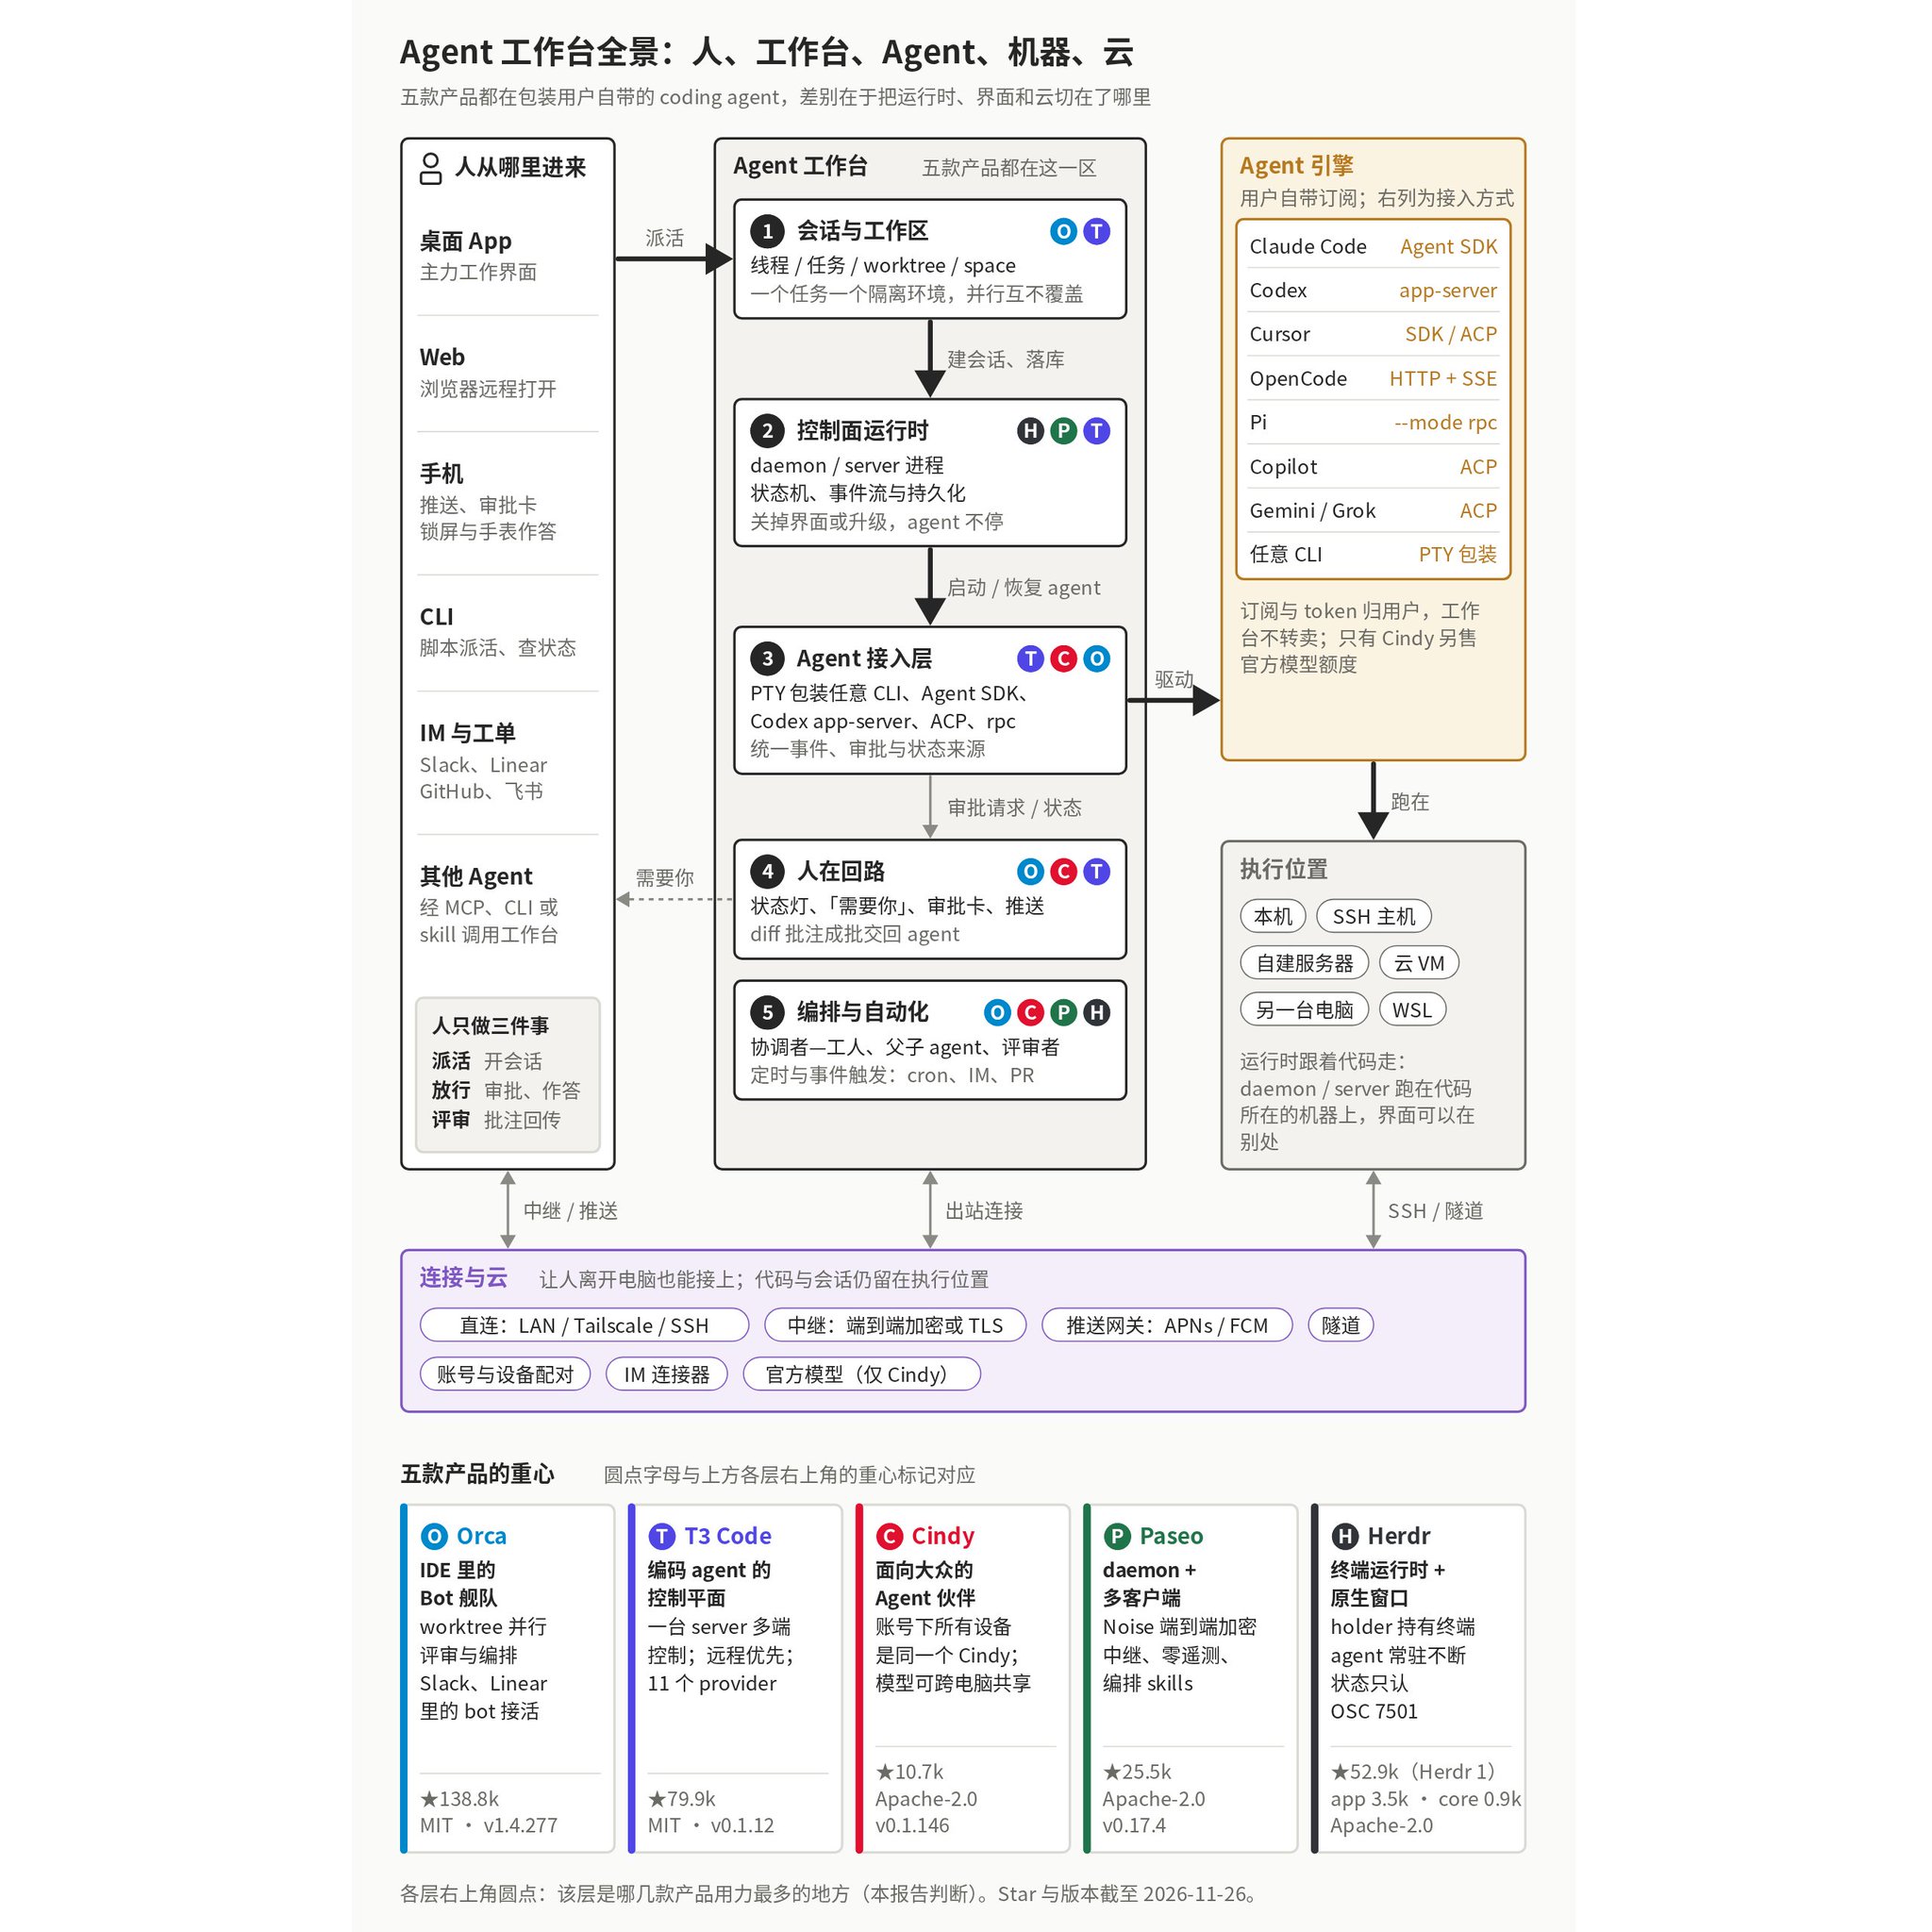 Agent 工作台全景：人、工作台、Agent、机器、云
五款产品都在包装用户自带的 coding agent，差别在于把运行时、界面和云切在了哪里
人从哪里进来
桌面 App
主力工作界面
Web
浏览器远程打开
手机
推送、审批卡
锁屏与手表作答
CLI
脚本派活、查状态
IM 与工单
Slack、Linear
GitHub、飞书
其他 Agent
经 MCP、CLI 或
skill 调用工作台
人只做三件事
派活 开会话
放行 审批、作答
评审 批注回传
派活
需要你
Agent 工作台 五款产品都在这一区
1 会话与工作区 O T
线程 / 任务 / worktree / space
一个任务一个隔离环境，并行互不覆盖
建会话、落库
2 控制面运行时 H P T
daemon / server 进程
状态机、事件流与持久化
关掉界面或升级，agent 不停
启动 / 恢复 agent
3 Agent 接入层 T C O
PTY 包装任意 CLI、Agent SDK、
Codex app-server、ACP、rpc
统一事件、审批与状态来源
审批请求 / 状态
4 人在回路 O C T
状态灯、「需要你」、审批卡、推送
diff 批注成批交回 agent
5 编排与自动化 O C P H
协调者—工人、父子 agent、评审者
定时与事件触发：cron、IM、PR
驱动
Agent 引擎
用户自带订阅；右列为接入方式
Claude Code Agent SDK
Codex app-server
Cursor SDK / ACP
OpenCode HTTP + SSE
Pi --mode rpc
Copilot ACP
Gemini / Grok ACP
任意 CLI PTY 包装
订阅与 token 归用户，工作
台不转卖；只有 Cindy 另售
官方模型额度
跑在
执行位置
本机 SSH 主机
自建服务器 云 VM
另一台电脑 WSL
运行时跟着代码走：
daemon / server 跑在代码
所在的机器上，界面可以在
别处
中继 / 推送
出站连接
SSH / 隧道
连接与云 让人离开电脑也能接上；代码与会话仍留在执行位置
直连：LAN / Tailscale / SSH 中继：端到端加密或 TLS 推送网关：APNs / FCM 隧道
账号与设备配对 IM 连接器 官方模型（仅 Cindy）
五款产品的重心 圆点字母与上方各层右上角的重心标记对应
O Orca
IDE 里的
Bot 舰队
worktree 并行
评审与编排
Slack、Linear
里的 bot 接活
★138.8k
MIT · v1.4.277
T T3 Code
编码 agent 的
控制平面
一台 server 多端
控制；远程优先；
11 个 provider
★79.9k
MIT · v0.1.12
C Cindy
面向大众的
Agent 伙伴
账号下所有设备
是同一个 Cindy；
模型可跨电脑共享
★10.7k
Apache-2.0
v0.1.146
P Paseo
daemon +
多客户端
Noise 端到端加密
中继、零遥测、
编排 skills
★25.5k
Apache-2.0
v0.17.4
H Herdr
终端运行时 +
原生窗口
holder 持有终端
agent 常驻不断
状态只认
OSC 7501
★52.9k（Herdr 1）
app 3.5k · core 0.9k
Apache-2.0
各层右上角圆点：该层是哪几款产品用力最多的地方（本报告判断）。Star 与版本截至 2026-11-26。